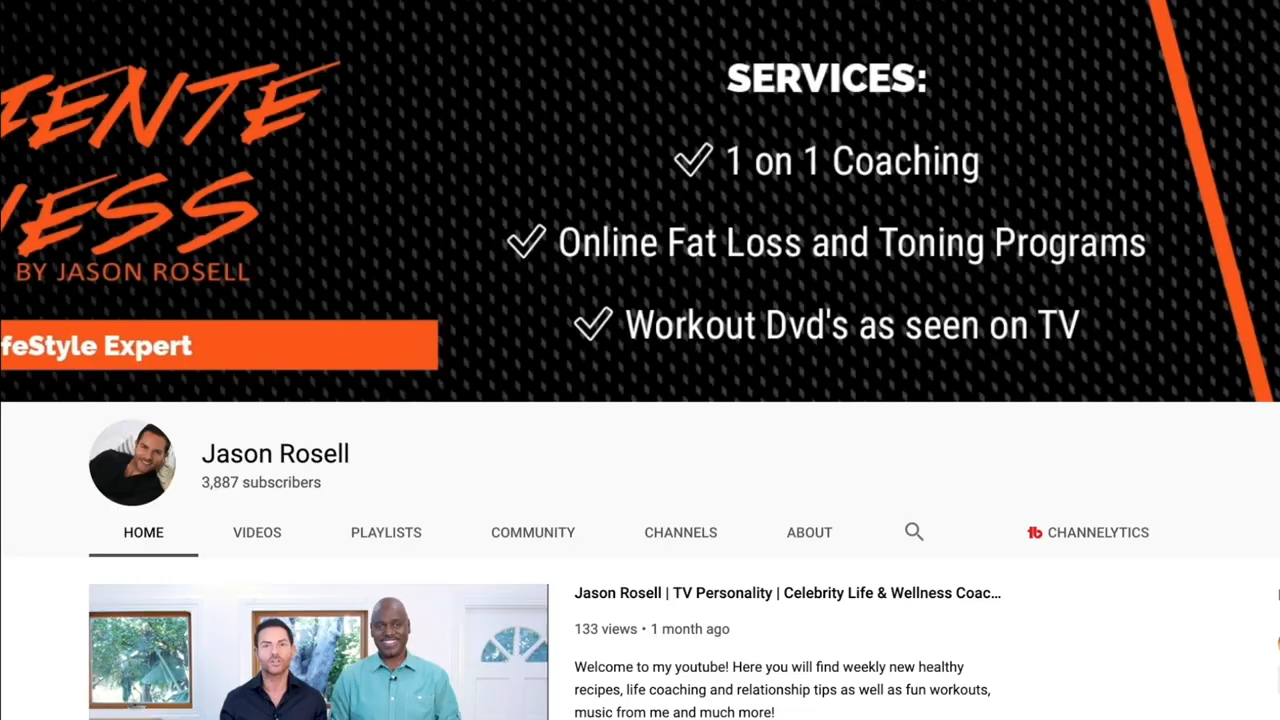 IENTE
NESS
BY JASON ROSELL
feStyle Expert
SERVICES:
1 on 1 Coaching
Online Fat Loss and Toning Programs
Workout Dvd's as seen on TV
Jason Rosell
3,887 subscribers
HOME VIDEOS PLAYLISTS COMMUNITY CHANNELS ABOUT tb CHANNELYTICS
Jason Rosell | TV Personality | Celebrity Life & Wellness Coac...
133 views • 1 month ago
Welcome to my youtube! Here you will find weekly new healthy
recipes, life coaching and relationship tips as well as fun workouts,
music from me and much more!